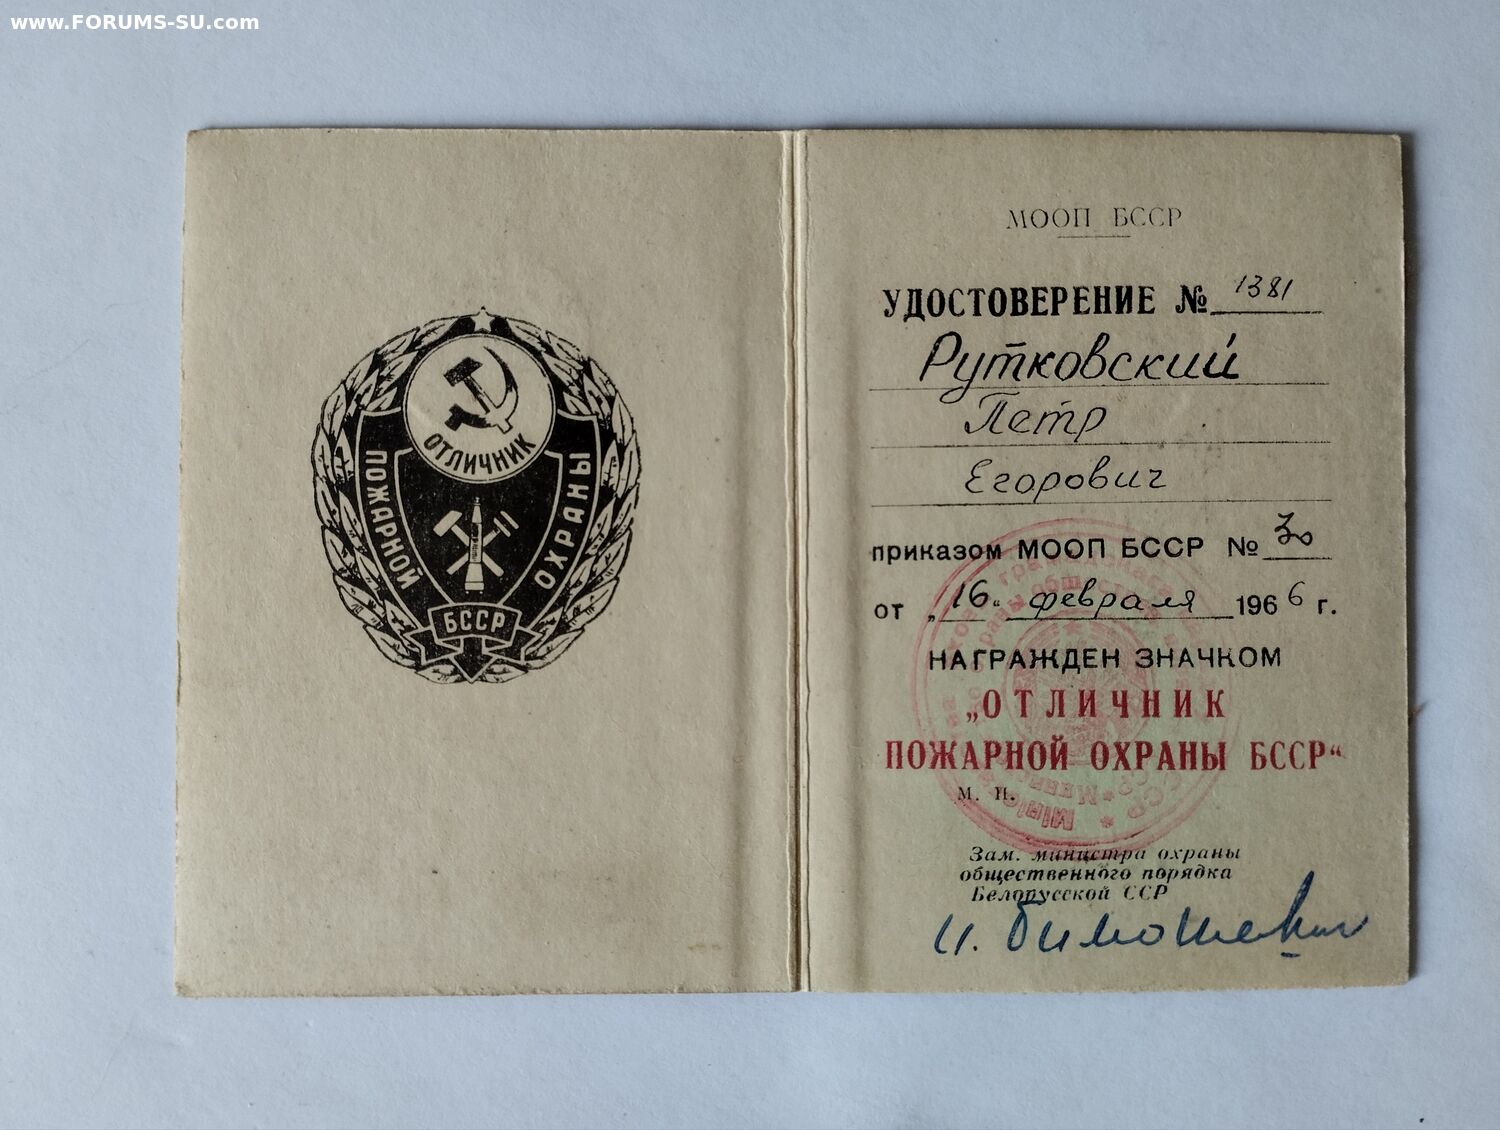 www.FORUMS-SU.com
ОТЛИЧНИК
ПОЖАРНОЙ ОХРАНЫ
БССР
МООП БССР
УДОСТОВЕРЕНИЕ № 1381
Рутковский
Петр
Егорович
приказом МООП БССР № 30
от „16“ февраля 1966 г.
НАГРАЖДЕН ЗНАЧКОМ
„ОТЛИЧНИК
ПОЖАРНОЙ ОХРАНЫ БССР“
М. П.
Зам. министра охраны
общественного порядка
Белорусской ССР